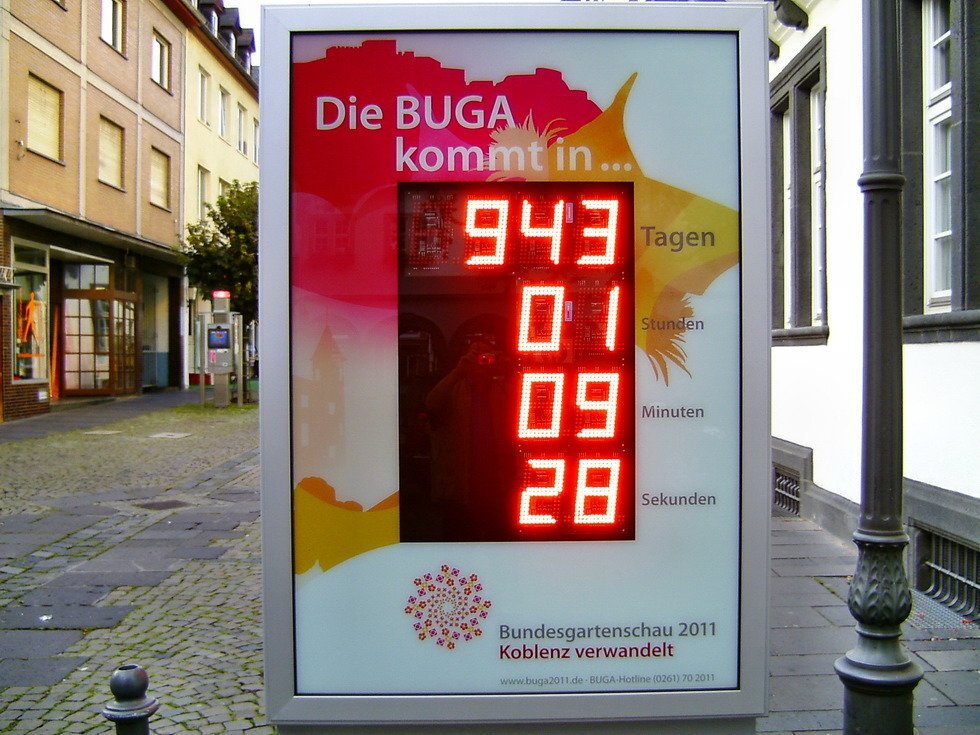 Die BUGA
kommt in ...
943 Tagen
01 Stunden
09 Minuten
28 Sekunden
Bundesgartenschau 2011
Koblenz verwandelt
www.buga2011.de - BUGA-Hotline (0261) 70 2011